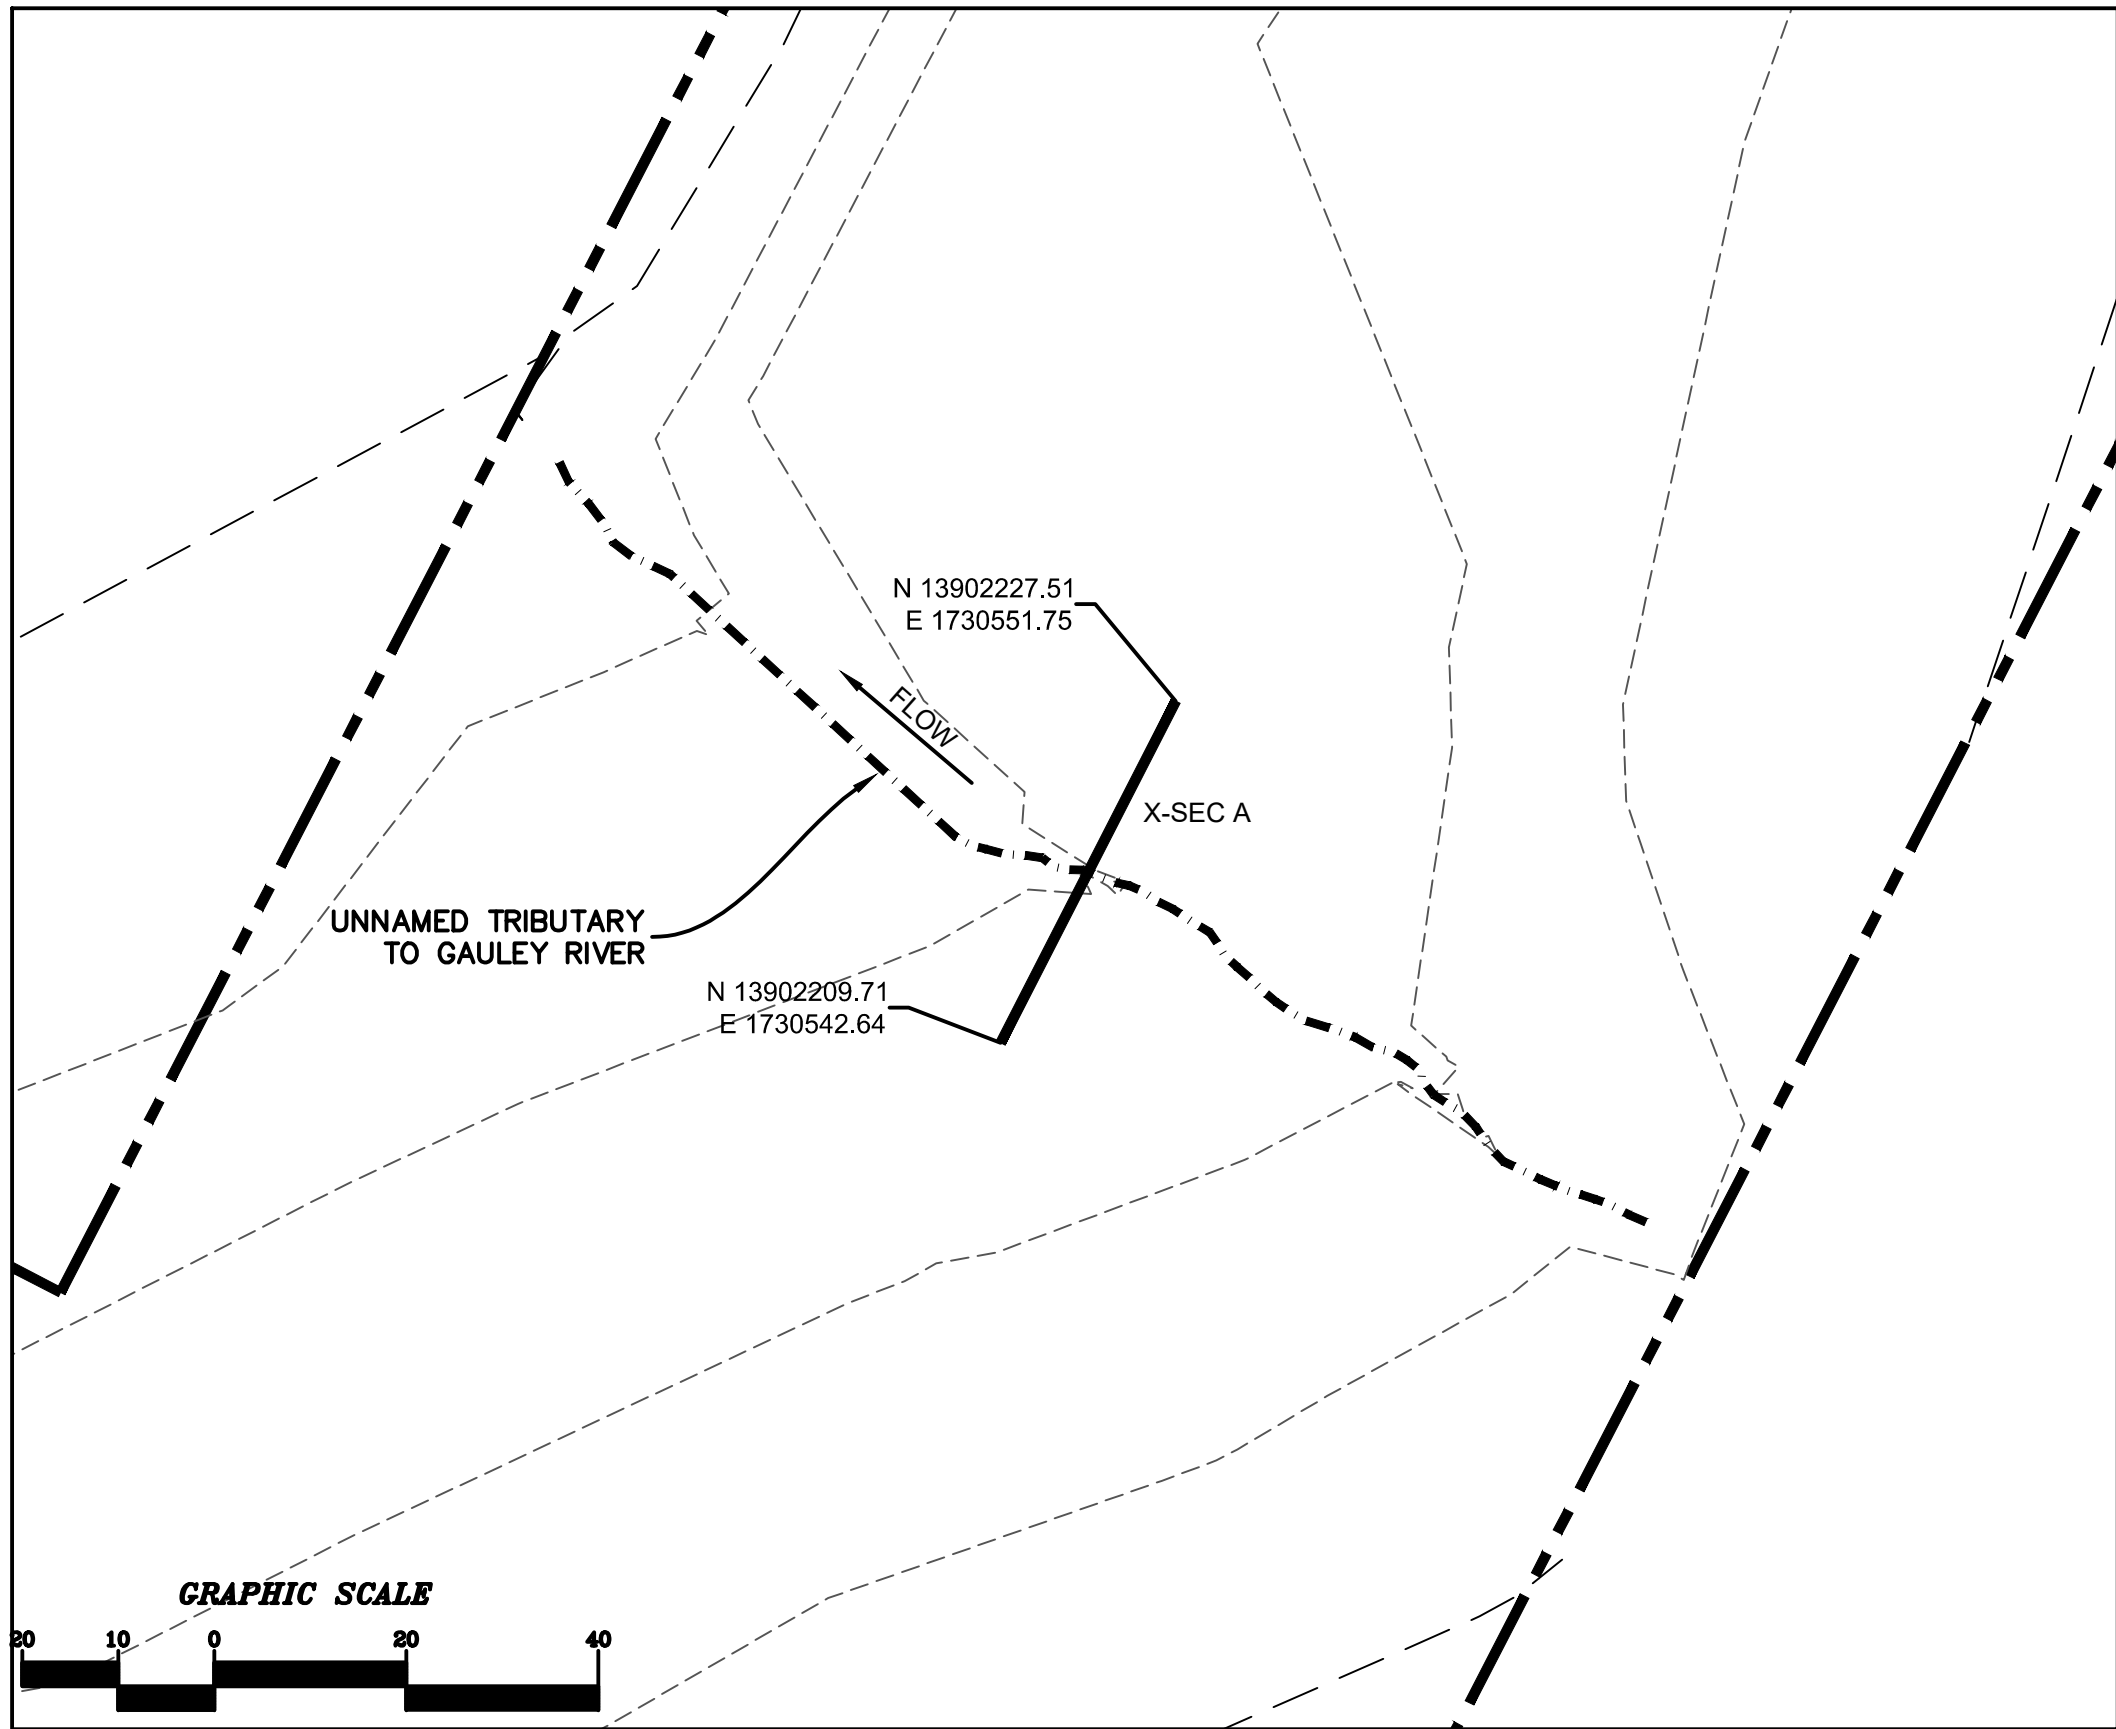 N 13902227.51
E 1730551.75
FLOW
X-SEC A
UNNAMED TRIBUTARY
TO GAULEY RIVER
N 13902209.71
E 1730542.64
GRAPHIC SCALE
20 10 0 20 40